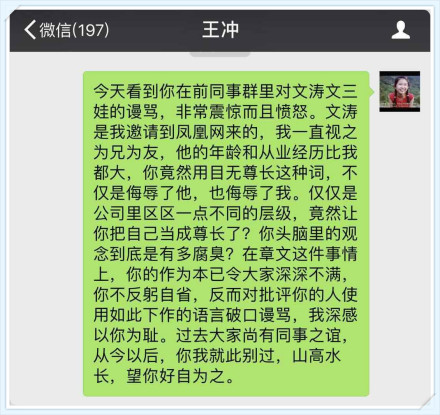 微信(197)
王冲
今天看到你在前同事群里对文涛文三
娃的谩骂，非常震惊而且愤怒。文涛
是我邀请到凤凰网来的，我一直视之
为兄为友，他的年龄和从业经历比我
都大，你竟然用目无尊长这种词，不
仅是侮辱了他，也侮辱了我。仅仅是
公司里区区一点不同的层级，竟然让
你把自己当成尊长了？你头脑里的观
念到底是有多腐臭？在章文这件事情
上，你的作为本已令大家深深不满，
你不反躬自省，反而对批评你的人使
用如此下作的语言破口谩骂，我深感
以你为耻。过去大家尚有同事之谊，
从今以后，你我就此别过，山高水
长，望你好自为之。